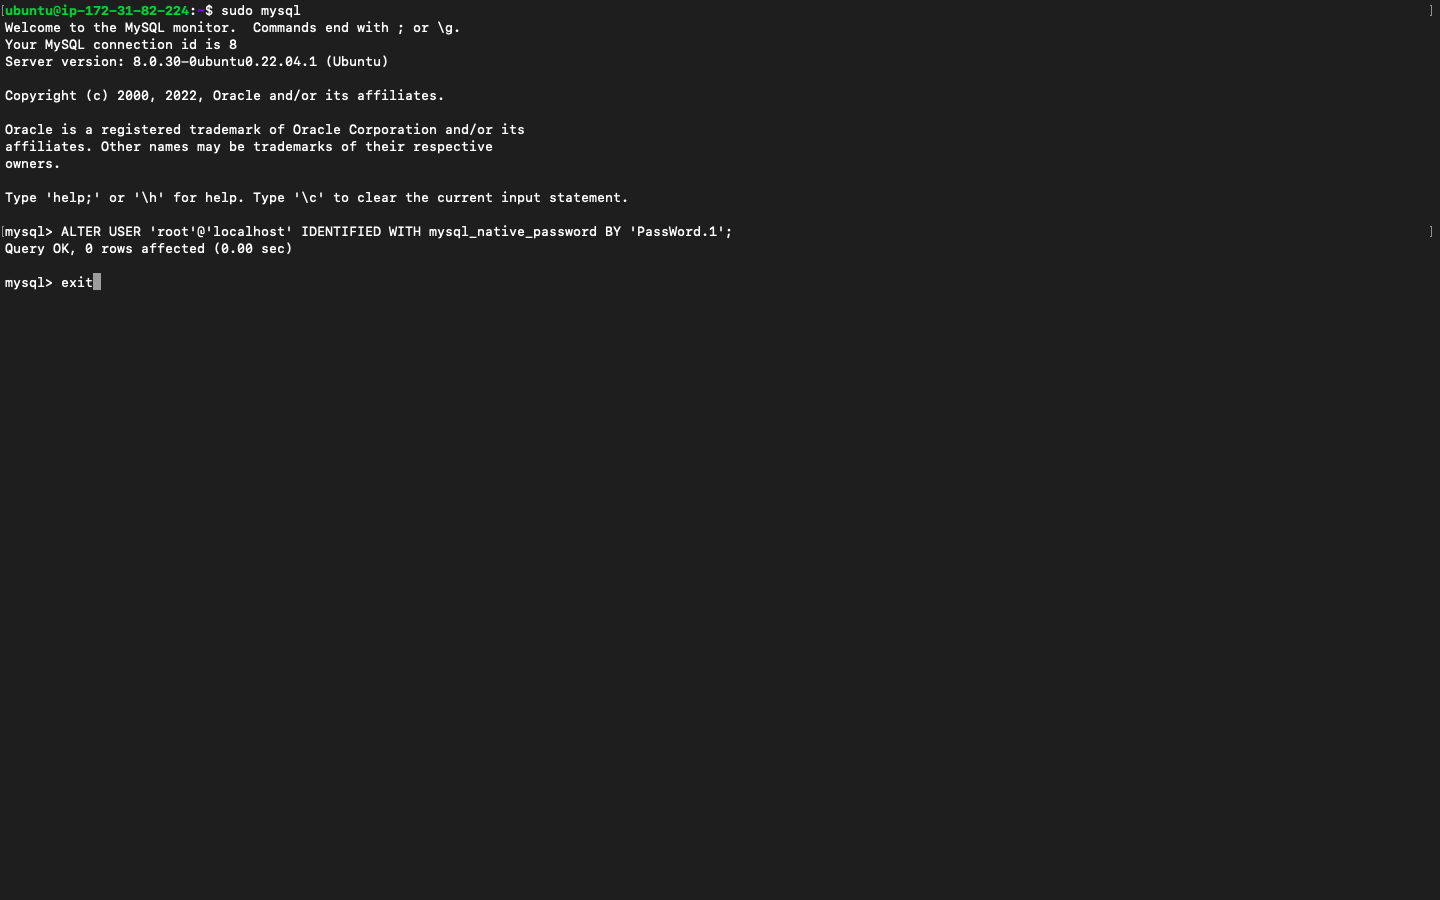 [ubuntu@ip-172-31-82-224:~$ sudo mysql ]
Welcome to the MySQL monitor.  Commands end with ; or \g.
Your MySQL connection id is 8
Server version: 8.0.30-0ubuntu0.22.04.1 (Ubuntu)
Copyright (c) 2000, 2022, Oracle and/or its affiliates.
Oracle is a registered trademark of Oracle Corporation and/or its
affiliates. Other names may be trademarks of their respective
owners.
Type 'help;' or '\h' for help. Type '\c' to clear the current input statement.
[mysql> ALTER USER 'root'@'localhost' IDENTIFIED WITH mysql_native_password BY 'PassWord.1'; ]
Query OK, 0 rows affected (0.00 sec)
mysql> exit